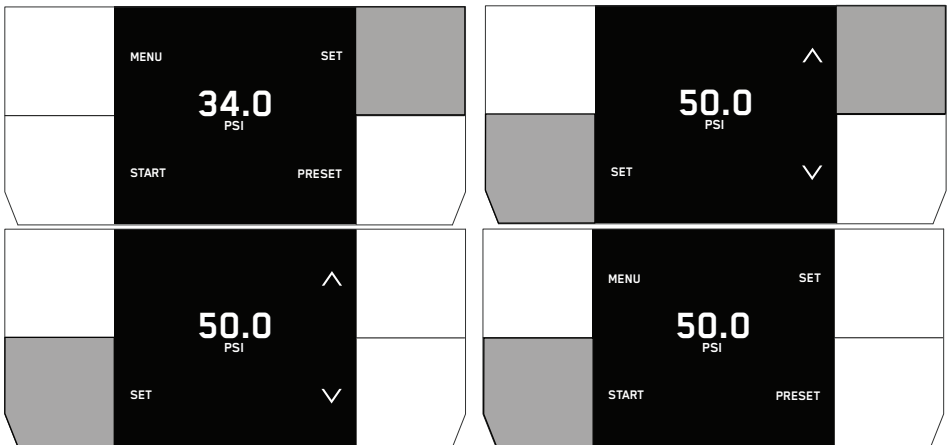 MENU SET
34.0
PSI
START PRESET
50.0
PSI
SET
50.0
PSI
SET
MENU SET
50.0
PSI
START PRESET